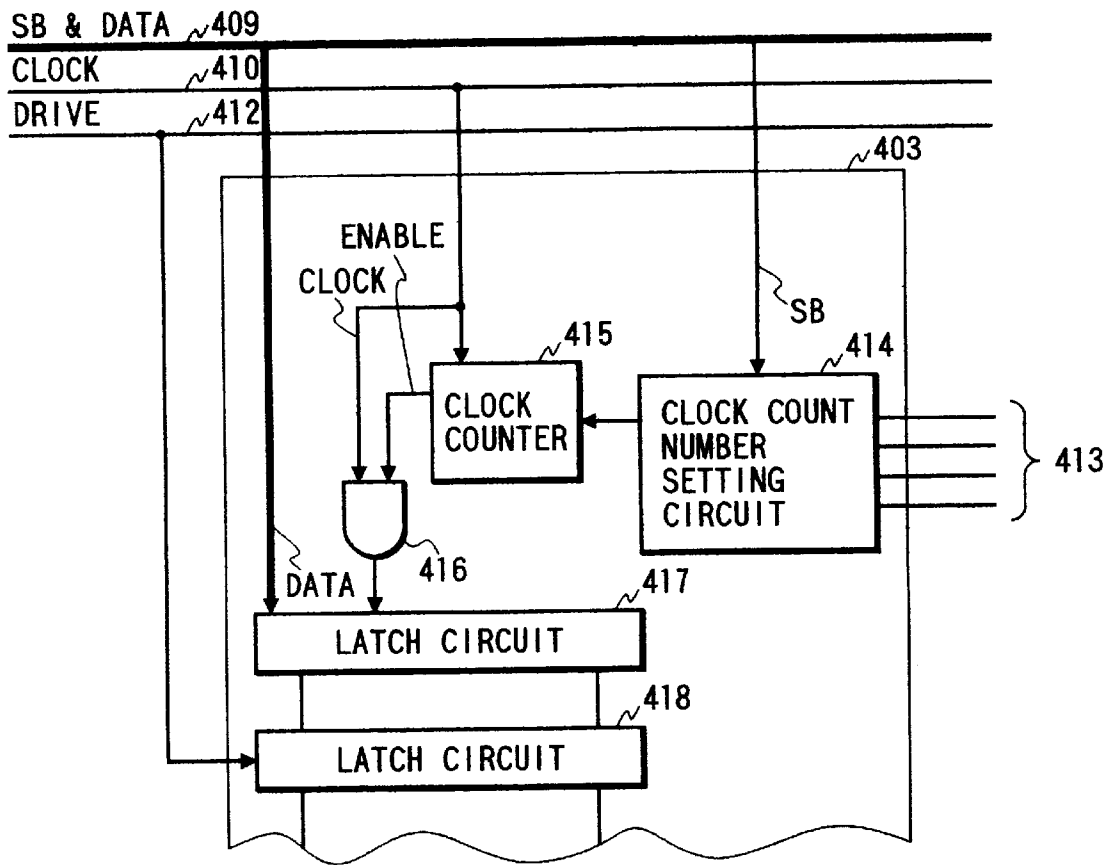 SB & DATA 409
CLOCK 410
DRIVE 412
403
ENABLE
CLOCK
SB
415
414
CLOCK
COUNTER
CLOCK COUNT
NUMBER
SETTING
CIRCUIT
413
416
DATA
417
LATCH CIRCUIT
418
LATCH CIRCUIT